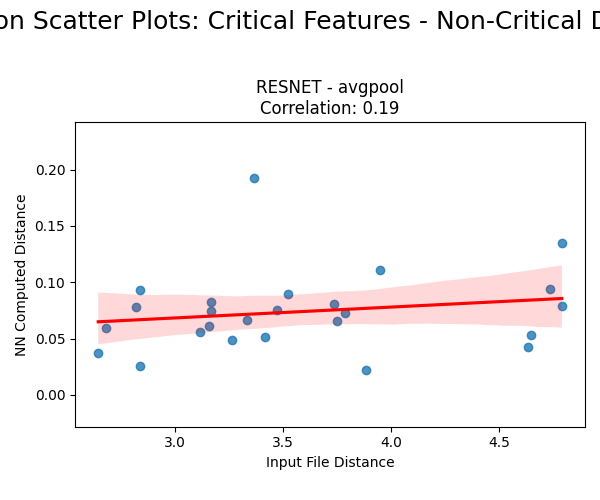 on Scatter Plots: Critical Features - Non-Critical D
RESNET - avgpool
Correlation: 0.19
0.20
0.15
0.10
0.05
0.00
NN Computed Distance
3.0 3.5 4.0 4.5
Input File Distance